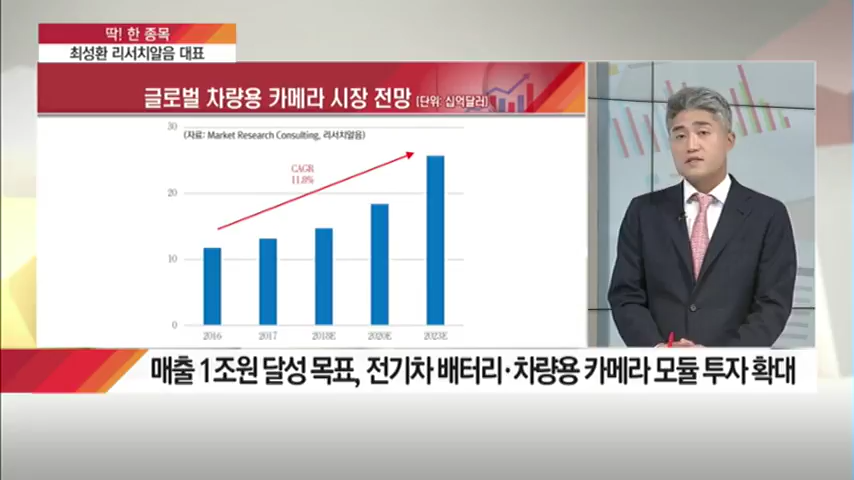 딱! 한 종목
최성환 리서치알음 대표
글로벌 차량용 카메라 시장 전망 (단위: 십억달러)
(자료: Market Research Consulting, 리서치알음)
30
20
10
0
CAGR
11.8%
2016 2017 2018E 2020E 2023E
매출 1조원 달성 목표, 전기차 배터리·차량용 카메라 모듈 투자 확대